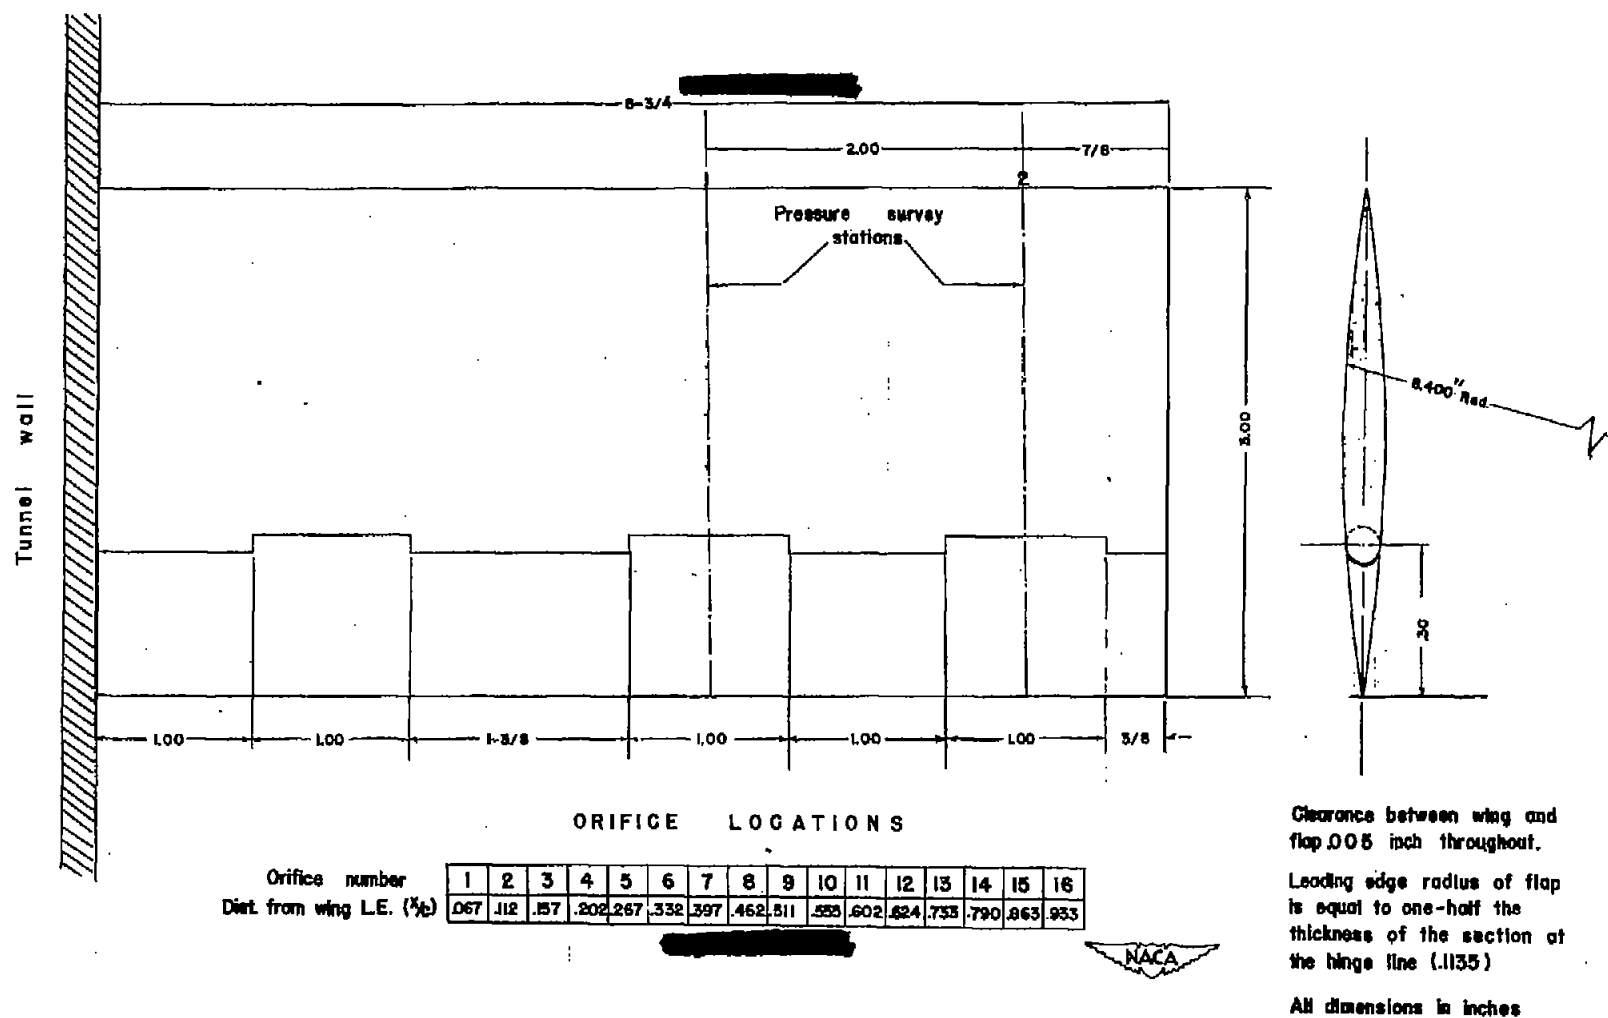 6-3/4
2.00
7/8
1
2
Pressure survey
stations
Tunnel wall
8.400" Rad.
3.00
.90
1.00
1.00
1-3/8
1.00
1.00
1.00
3/8
ORIFICE LOCATIONS
Orifice number 1 2 3 4 5 6 7 8 9 10 11 12 13 14 15 16
Dist. from wing L.E. (x/c) .067 .112 .157 .202 .267 .332 .397 .462 .511 .555 .602 .624 .733 .790 .863 .933
NACA
Clearance between wing and
flap .005 inch throughout.
Leading edge radius of flap
is equal to one-half the
thickness of the section at
the hinge line (.1135)
All dimensions in inches